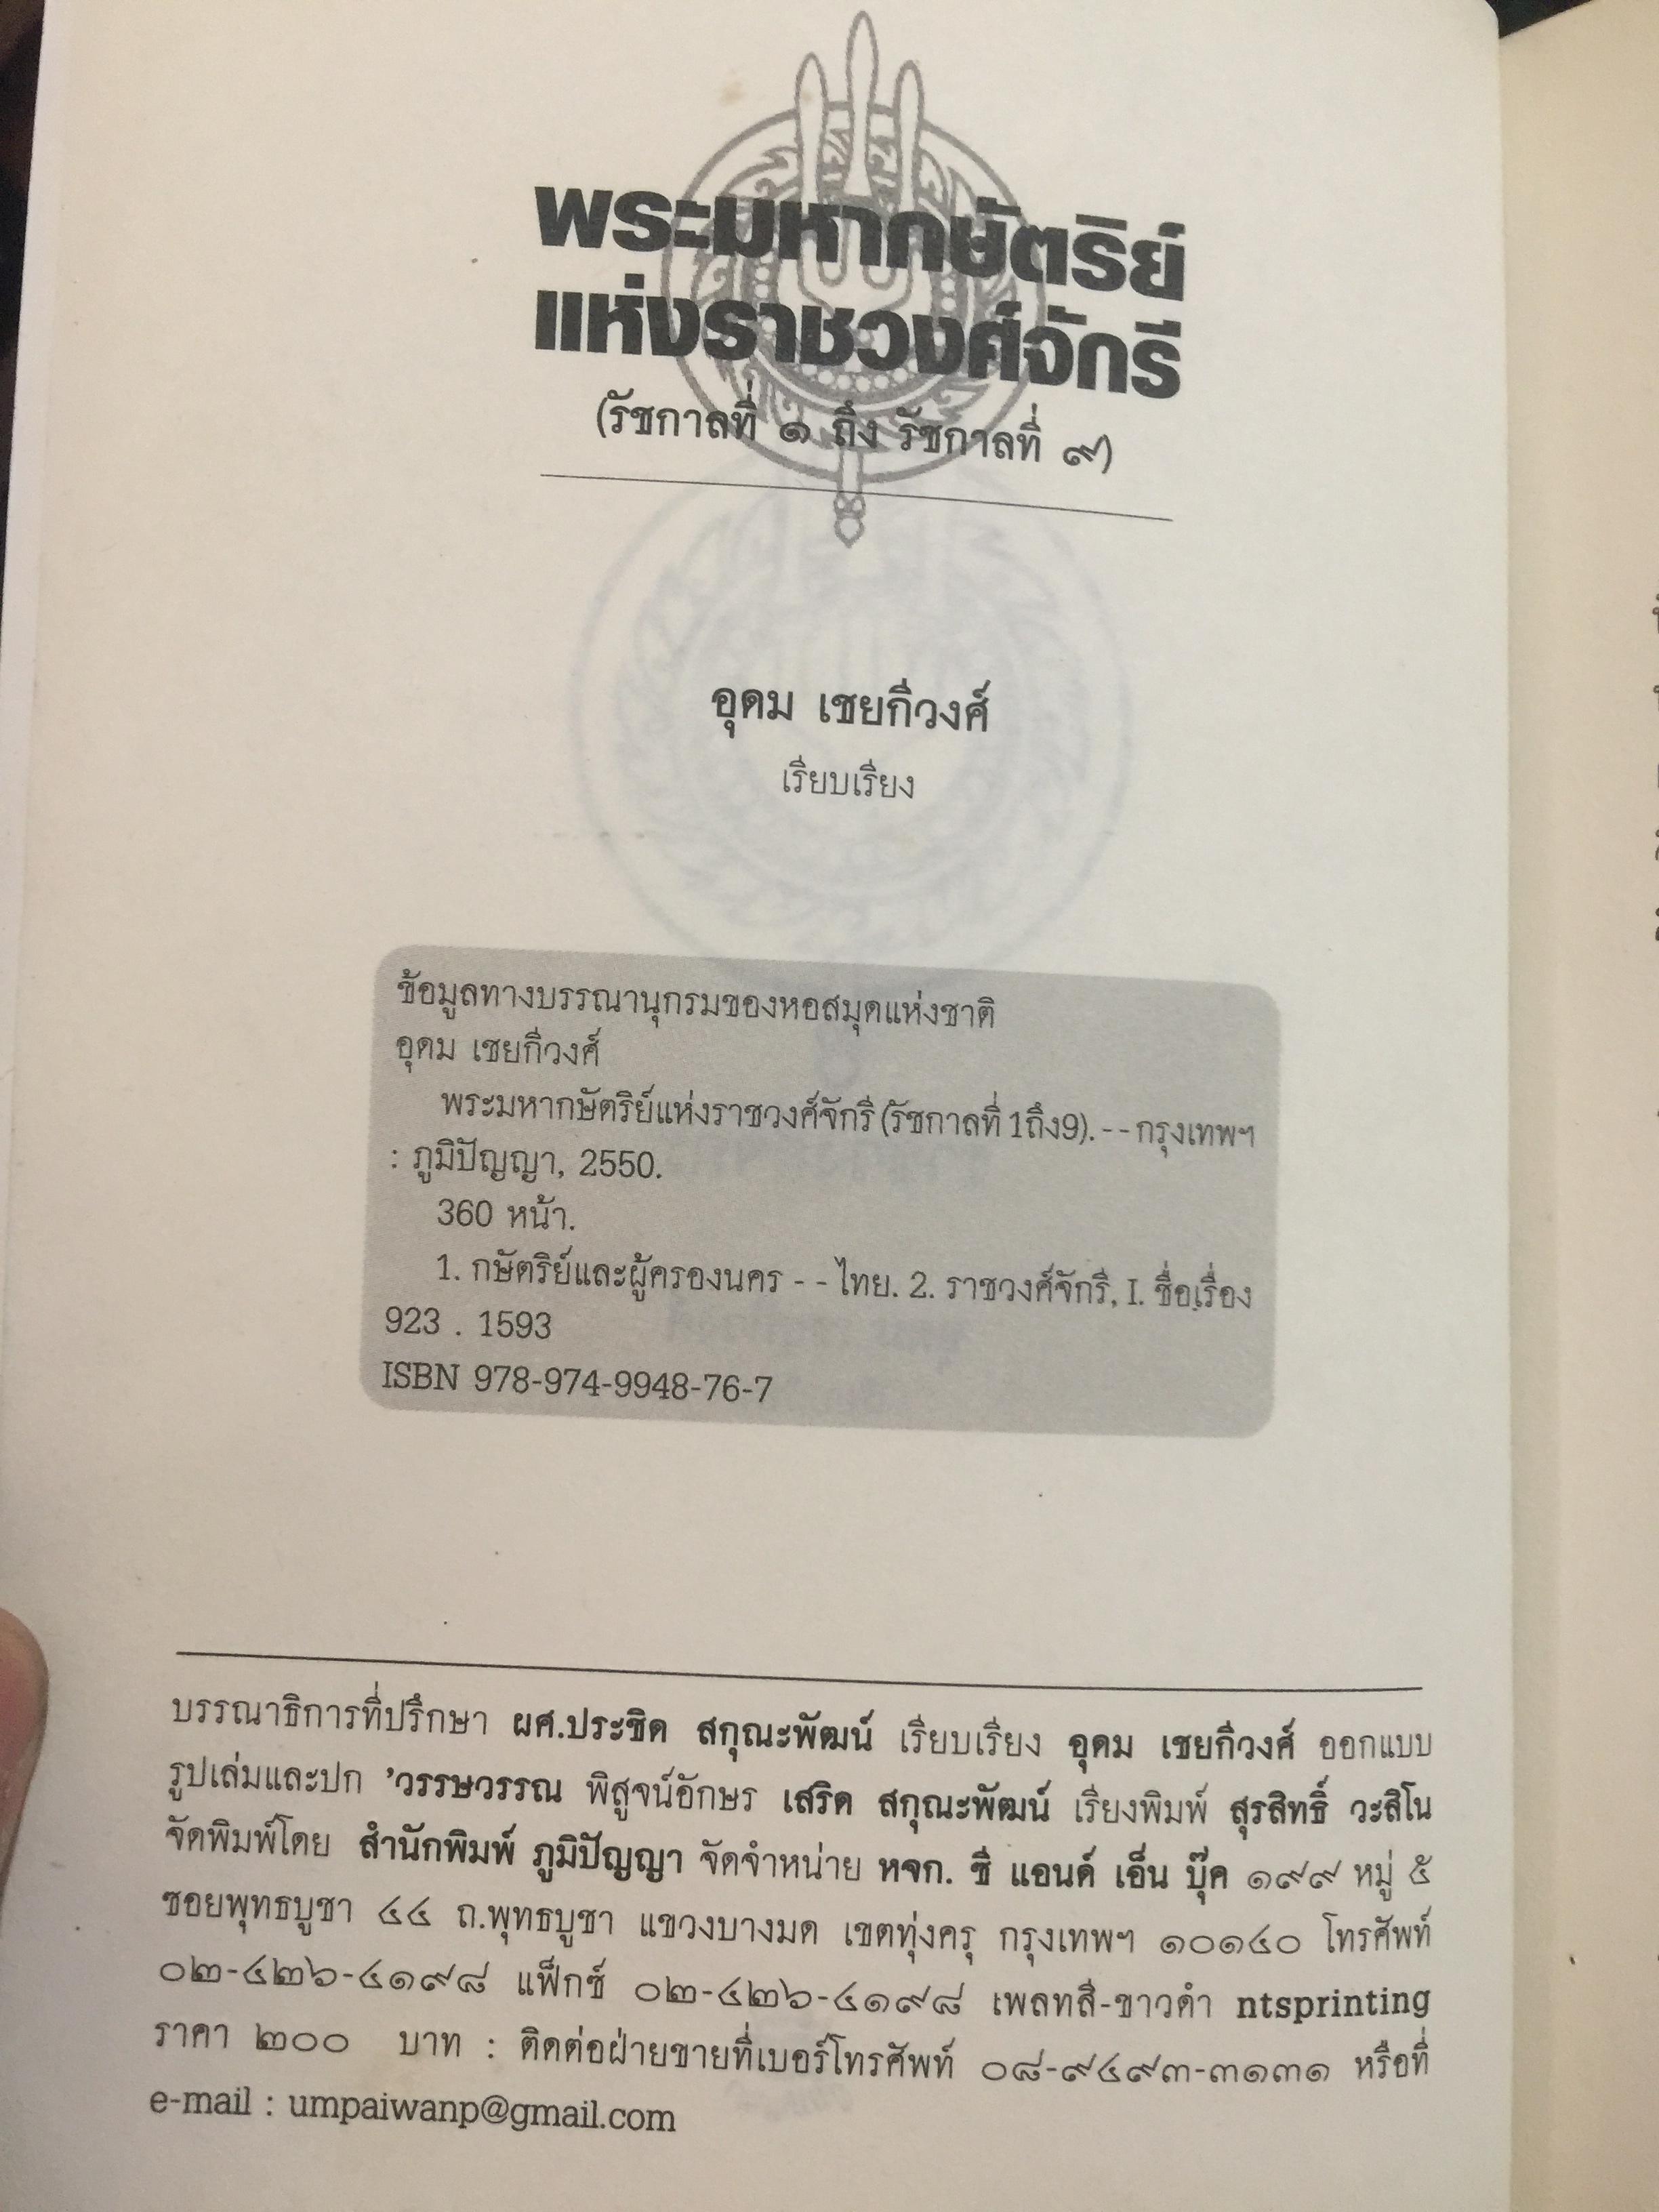 พระมหากษัตริย์
แห่งราชวงศ์จักรี
(รัชกาลที่ ๑ ถึง รัชกาลที่ ๙)
อุดม เชยกีวงศ์
เรียบเรียง
ข้อมูลทางบรรณานุกรมของหอสมุดแห่งชาติ
อุดม เชยกีวงศ์
พระมหากษัตริย์แห่งราชวงศ์จักรี (รัชกาลที่ 1ถึง9). -- กรุงเทพฯ
: ภูมิปัญญา, 2550.
360 หน้า.
1. กษัตริย์และผู้ครองนคร -- ไทย. 2. ราชวงศ์จักรี, I. ชื่อเรื่อง
923 . 1593
ISBN 978-974-9948-76-7
บรรณาธิการที่ปรึกษา ผศ.ประชิด สกุณะพัฒน์ เรียบเรียง อุดม เชยกีวงศ์ ออกแบบ
รูปเล่มและปก 'วรรษวรรณ พิสูจน์อักษร เสริด สกุณะพัฒน์ เรียงพิมพ์ สุรสิทธิ์ วะสิโน
จัดพิมพ์โดย สำนักพิมพ์ ภูมิปัญญา จัดจำหน่าย หจก. ซี แอนด์ เอ็น บุ๊ค ๑๙๙ หมู่ ๕
ซอยพุทธบูชา ๔๔ ถ.พุทธบูชา แขวงบางมด เขตทุ่งครุ กรุงเทพฯ ๑๐๑๔๐ โทรศัพท์
๐๒-๔๒๖-๔๑๙๘ แฟ็กซ์ ๐๒-๔๒๖-๔๑๙๘ เพลทสี-ขาวดำ ntsprinting
ราคา ๒๐๐ บาท : ติดต่อฝ่ายขายที่เบอร์โทรศัพท์ ๐๘-๙๔๙๓-๓๑๓๑ หรือที่
e-mail : umpaiwanp@gmail.com